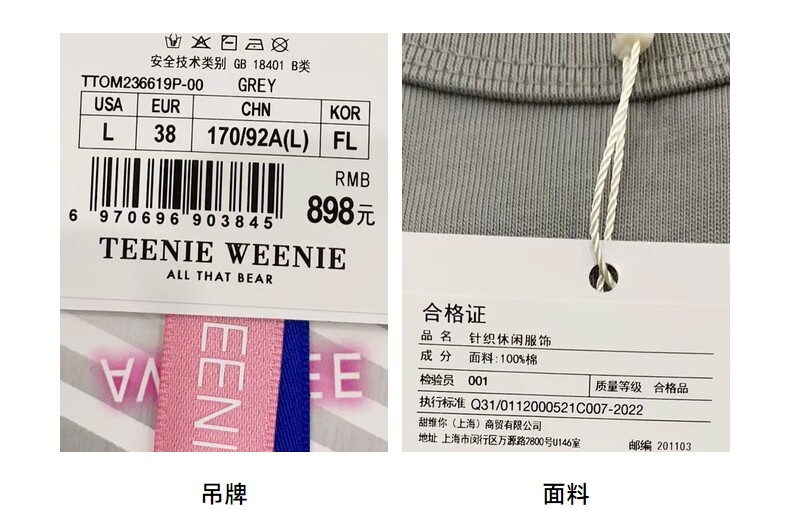 安全技术类别 GB 18401 B类
TTOM236619P-00 GREY
USA EUR CHN KOR
L 38 170/92A(L) FL
RMB
898元
6 970696 903845
TEENIE WEENIE
ALL THAT BEAR
EENI
EE
合格证
品名 针织休闲服饰
成分 面料:100%棉
检验员 001 质量等级 合格品
执行标准 Q31/0112000521C007-2022
甜维你（上海）商贸有限公司
地址 上海市闵行区万源路2800号U146室 邮编 201103
吊牌
面料